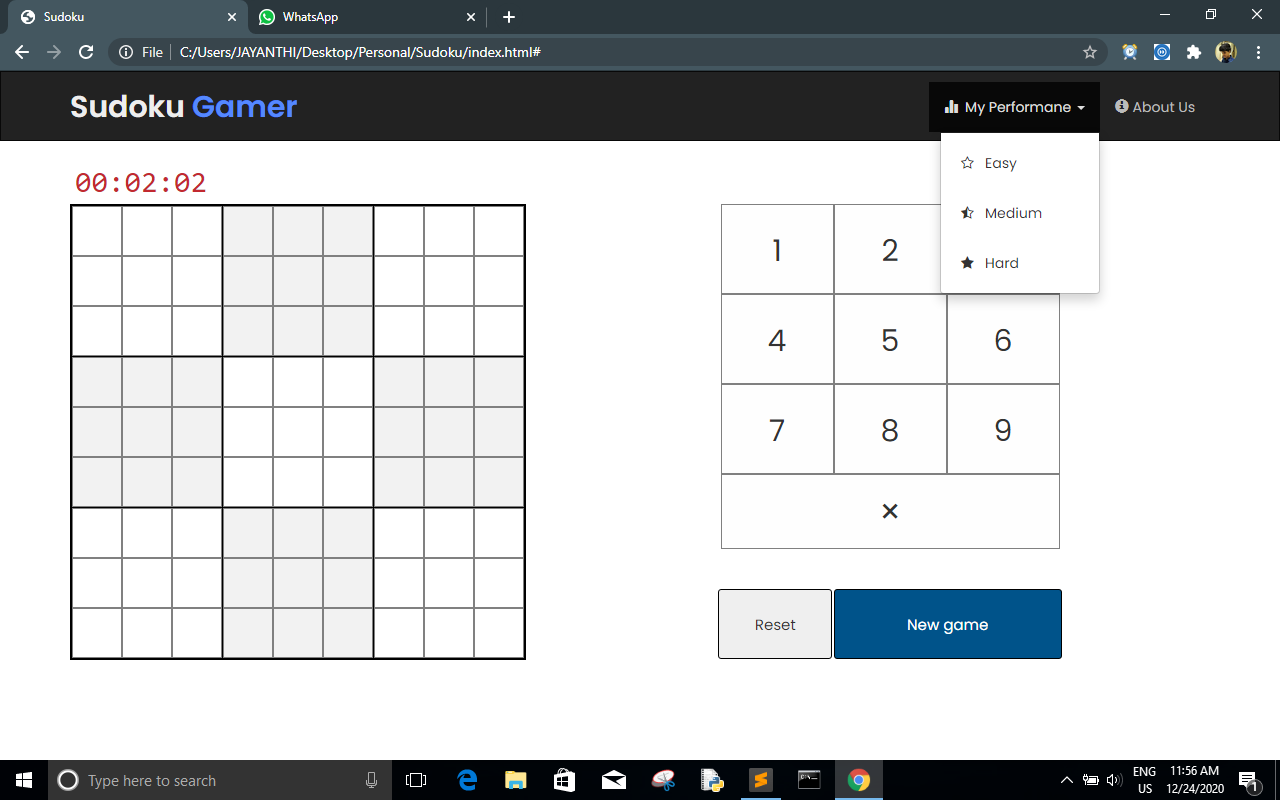 Sudoku
WhatsApp
File
C:/Users/JAYANTHI/Desktop/Personal/Sudoku/index.html#
Sudoku Gamer
My Performane
About Us
Easy
Medium
Hard
00:02:02
1 2
4 5 6
7 8 9
×
Reset
New game
Type here to search
ENG
US
11:56 AM
12/24/2020
1